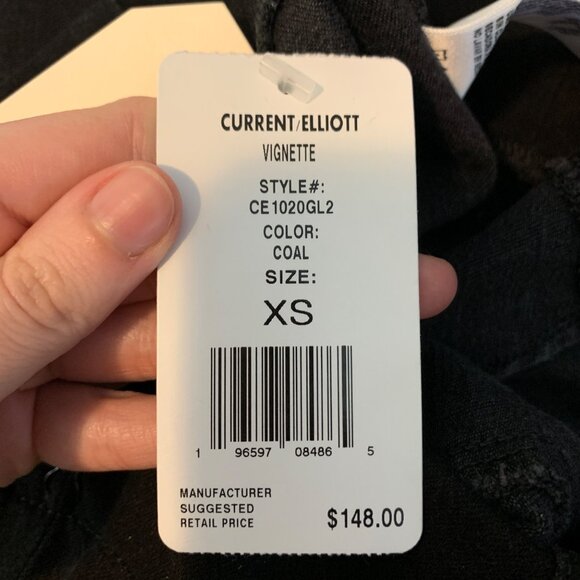 CURRENT/ELLIOTT
VIGNETTE
STYLE#:
CE1020GL2
COLOR:
COAL
SIZE:
XS
1 96597 08486 5
MANUFACTURER
SUGGESTED
RETAIL PRICE $148.00